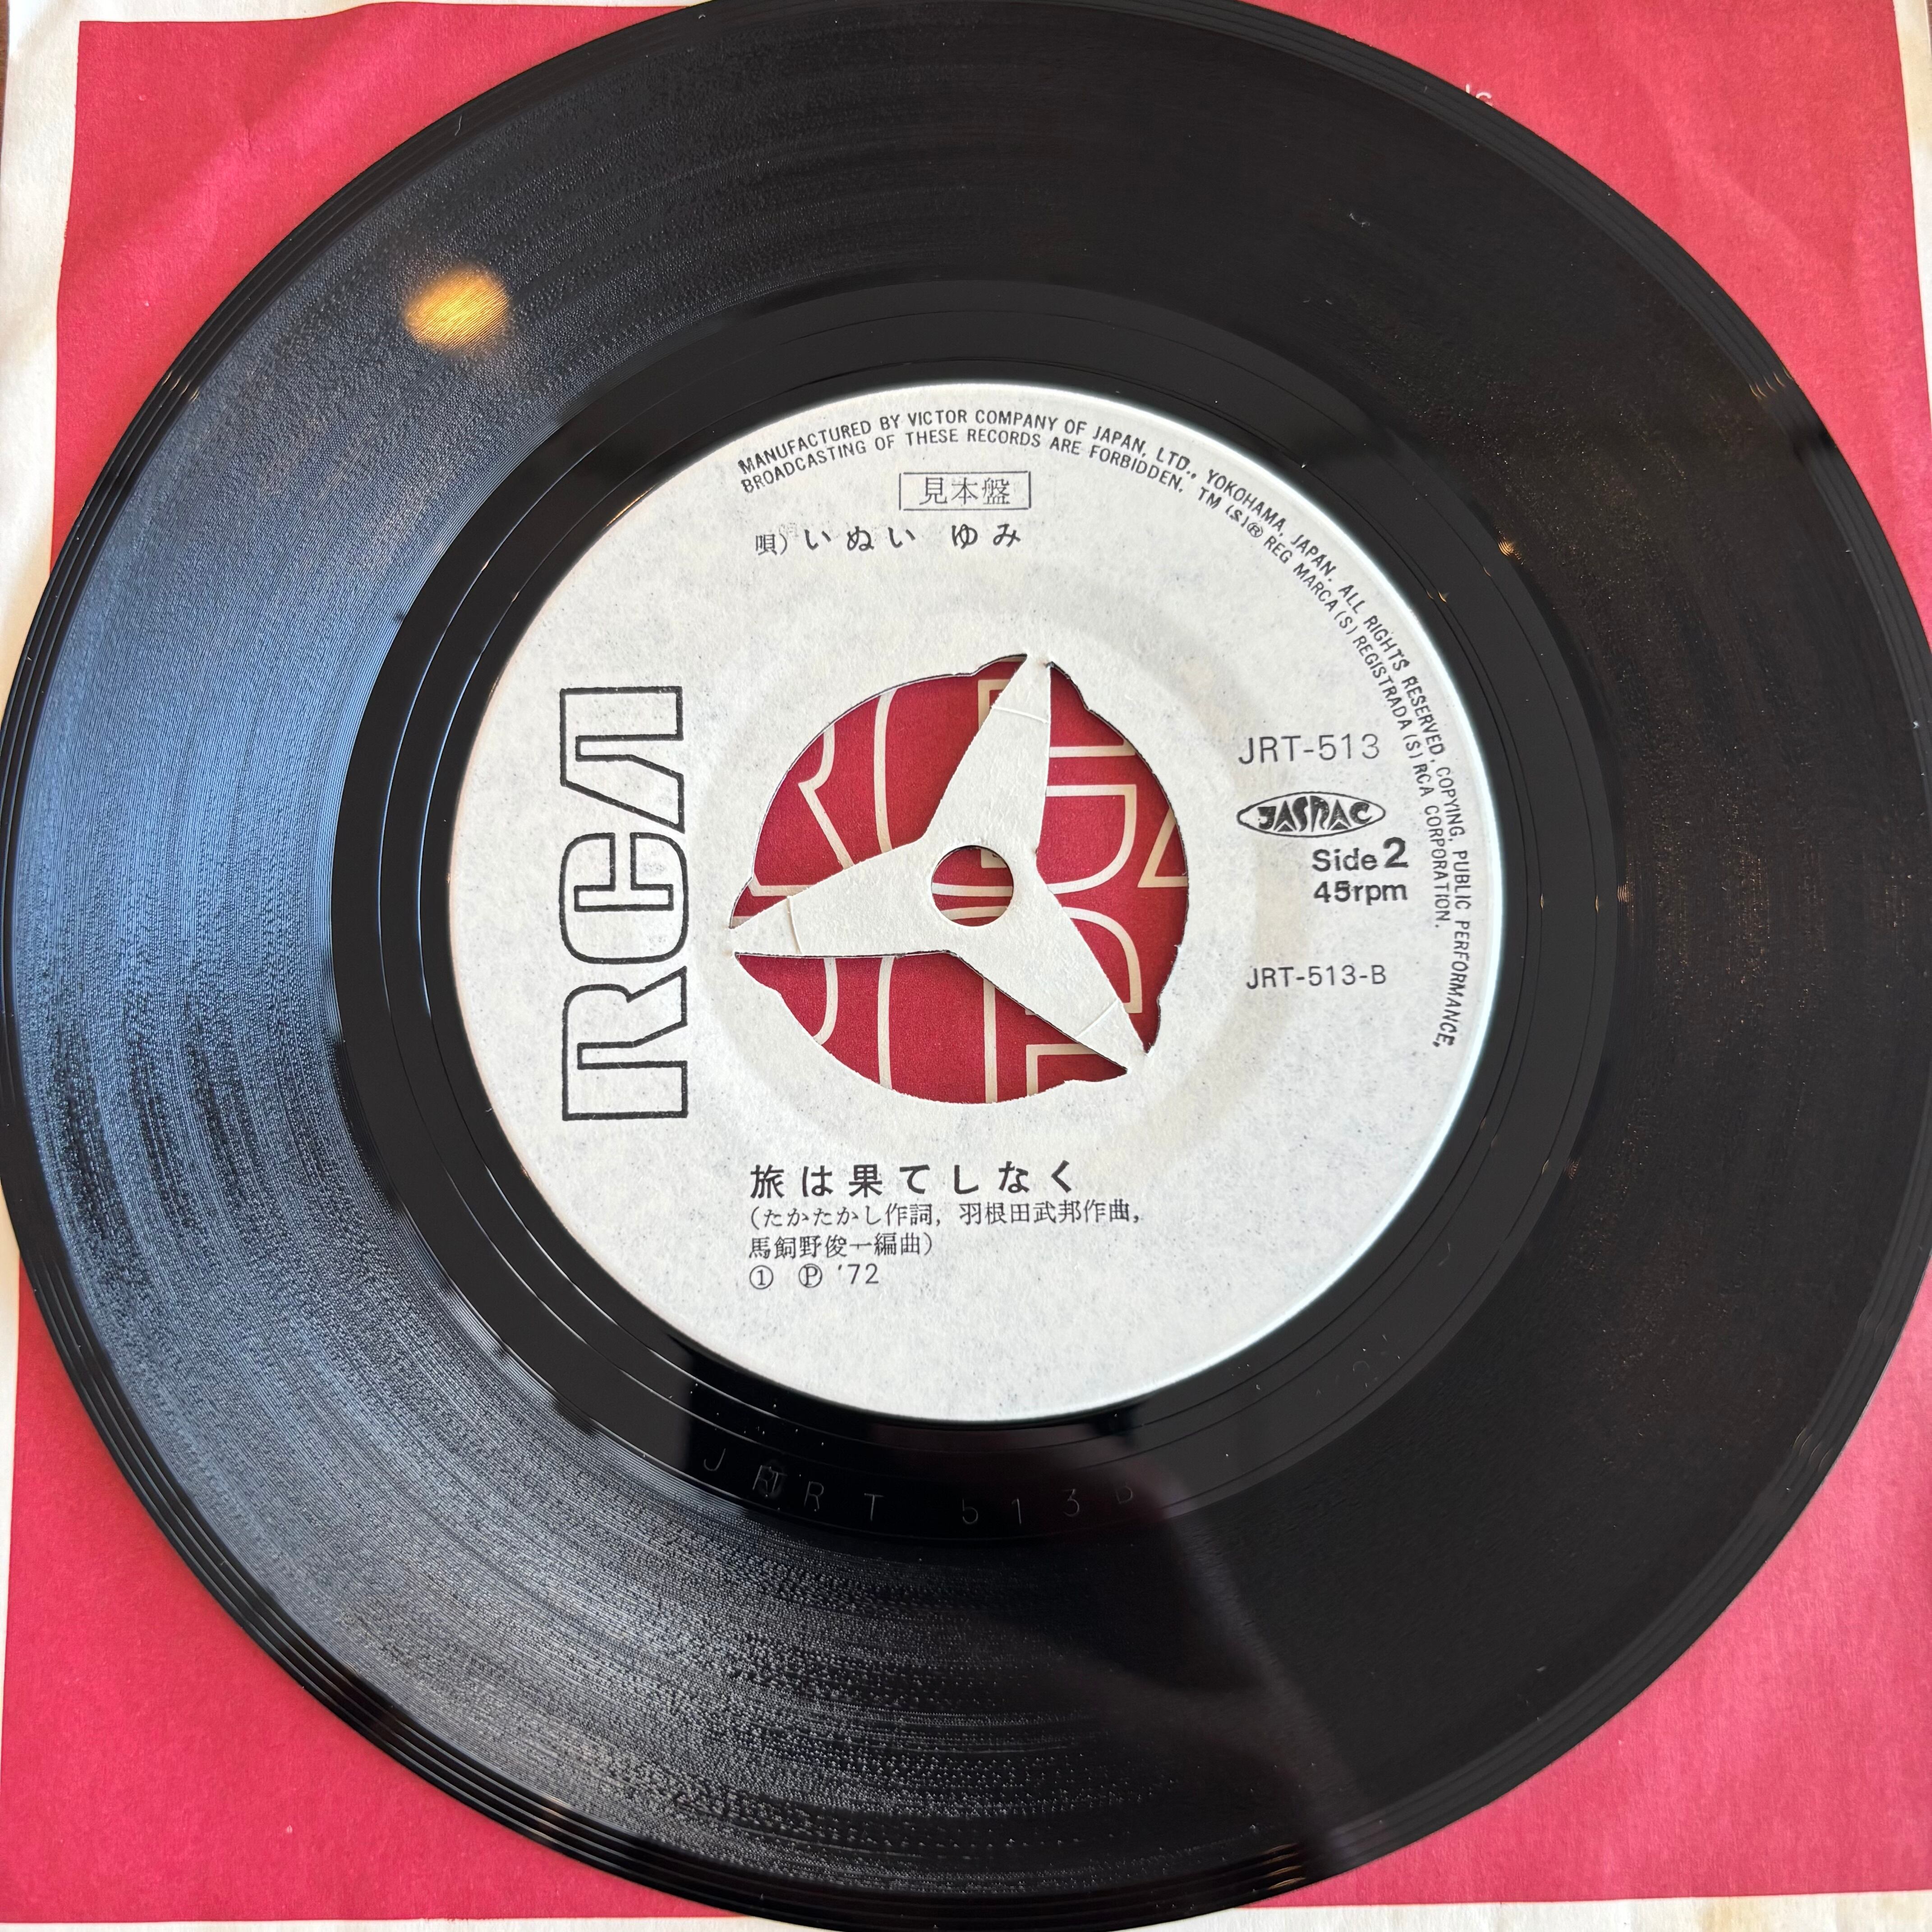 MANUFACTURED BY VICTOR COMPANY OF JAPAN, LTD., YOKOHAMA, JAPAN. ALL RIGHTS RESERVED, COPYING, PUBLIC PERFORMANCE,
BROADCASTING OF THESE RECORDS ARE FORBIDDEN. TM(S)® REG MARCA(S) REGISTRADA(S) RCA CORPORATION.
見本盤
唄)いぬい ゆみ
RCA
JRT-513
JASRAC
Side 2
45rpm
JRT-513-B
旅は果てしなく
(たかたかし作詞, 羽根田武邦作曲,
馬飼野俊一編曲)
① Ⓟ '72
JRT 513B